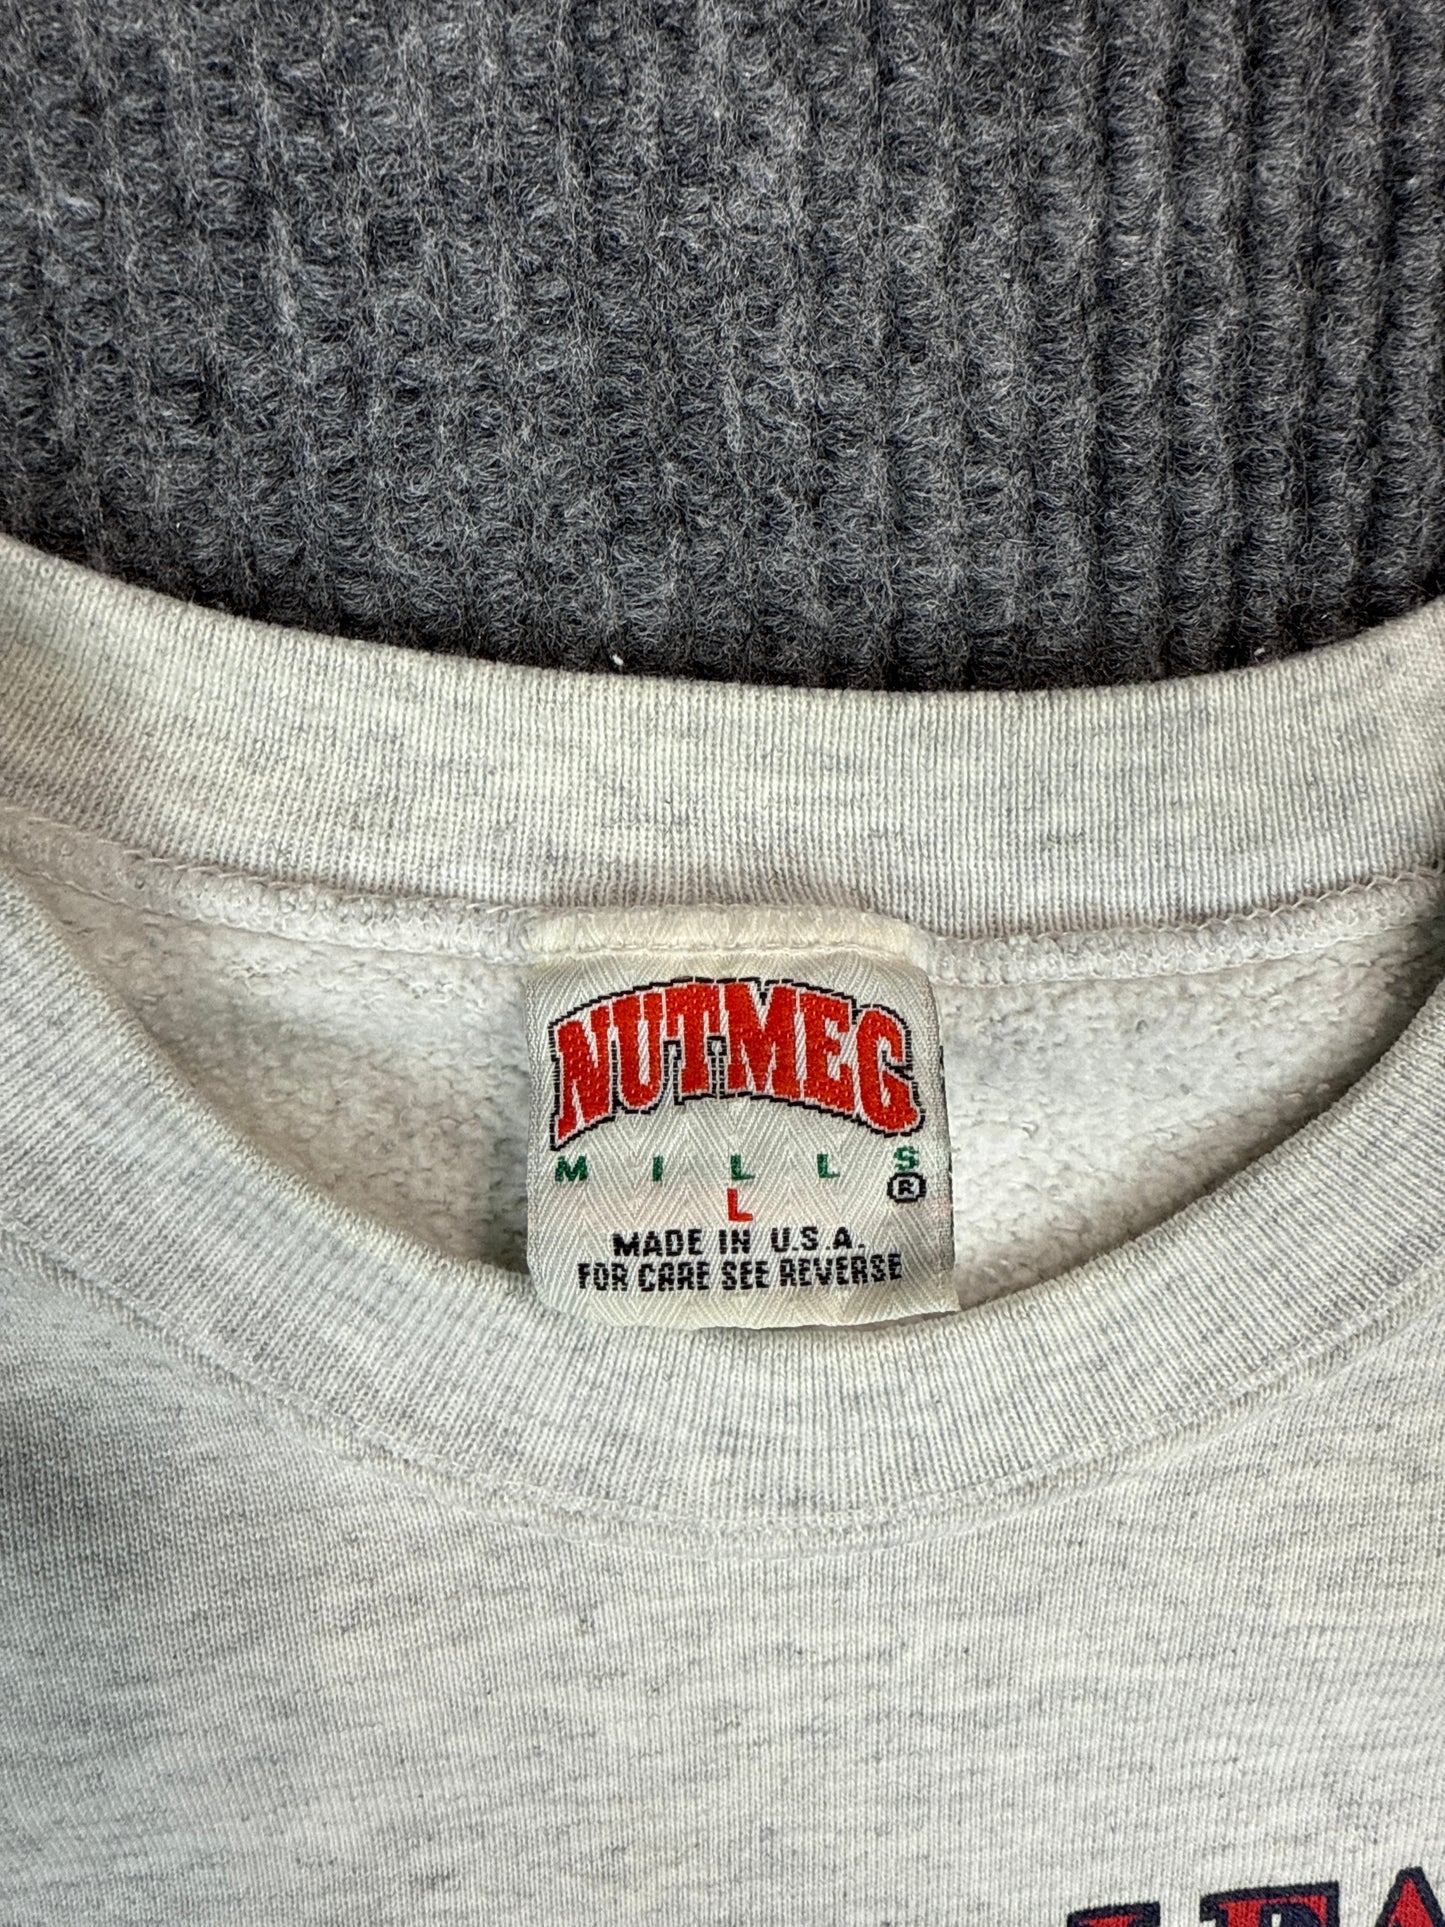 NUTMEG
MILLS ®
L
MADE IN U.S.A.
FOR CARE SEE REVERSE